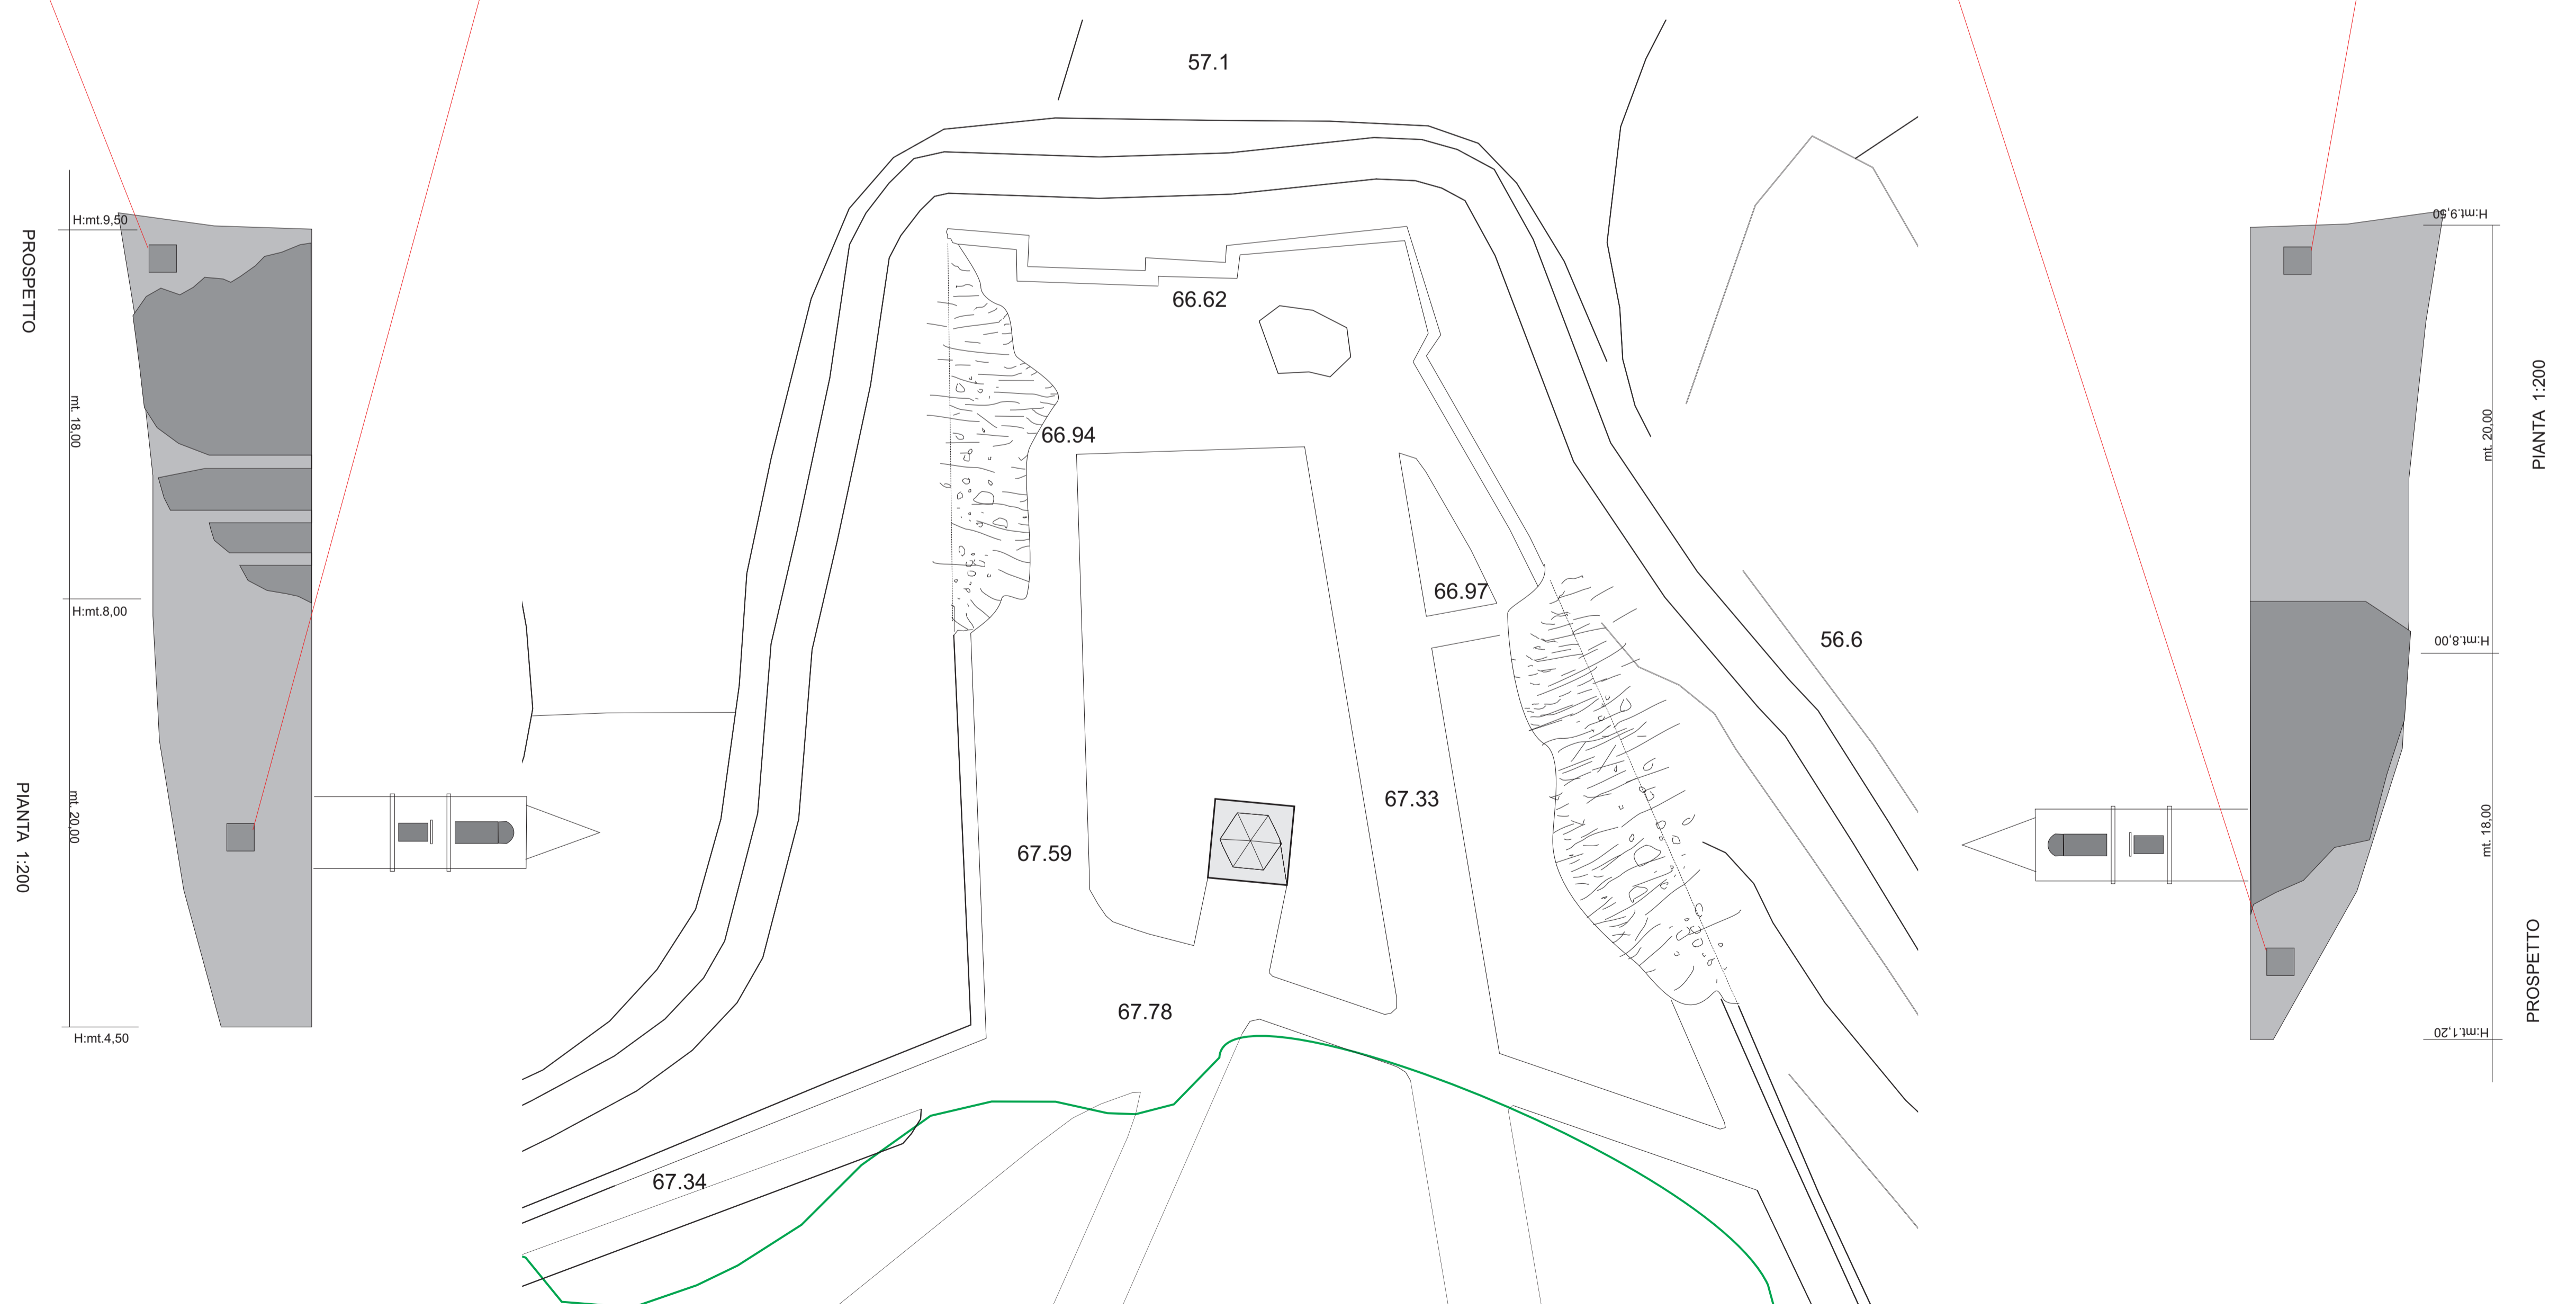 PROSPETTO
H:mt.9,50
mt. 18,00
H:mt.8,00
PIANTA 1:200
mt. 20,00
H:mt.4,50
57.1
66.62
66.94
66.97
56.6
67.33
67.59
67.78
67.34
H:mt.9,50
mt. 20,00
PIANTA 1:200
H:mt.8,00
mt. 18,00
PROSPETTO
H:mt.1,20